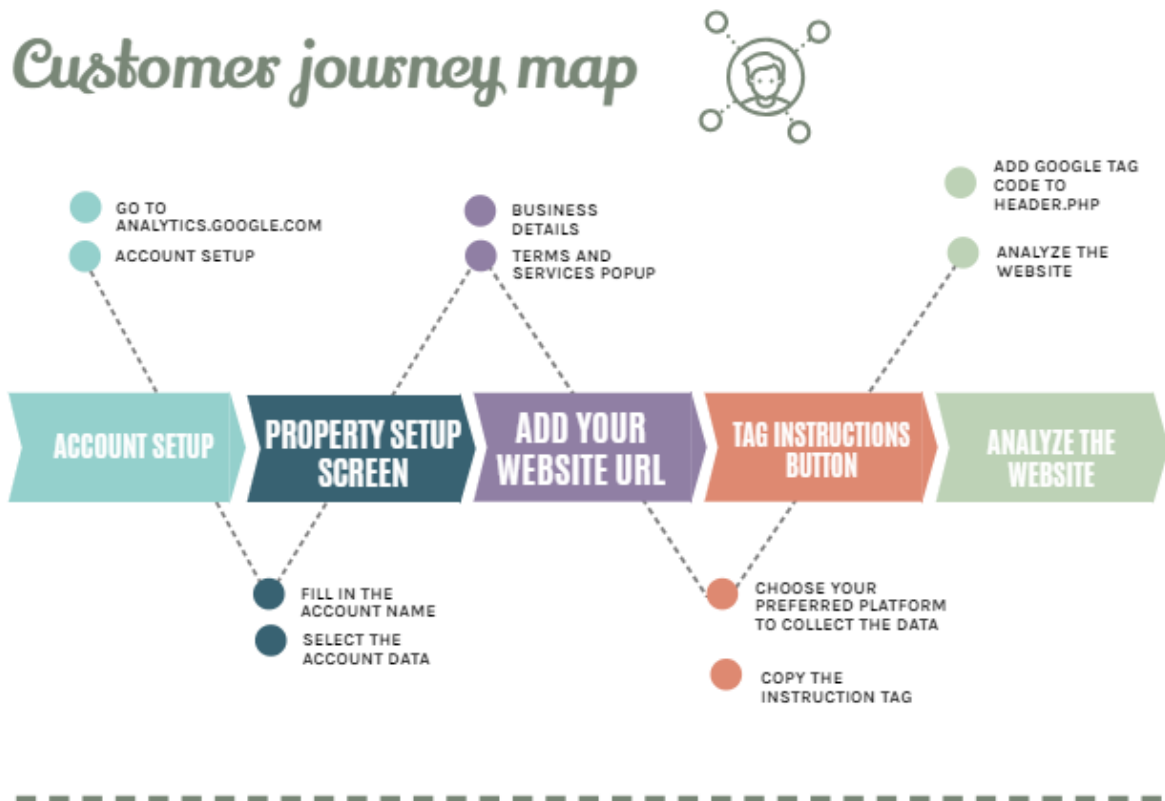 Customer journey map
GO TO
ANALYTICS.GOOGLE.COM
ACCOUNT SETUP
BUSINESS
DETAILS
TERMS AND
SERVICES POPUP
ADD GOOGLE TAG
CODE TO
HEADER.PHP
ANALYZE THE
WEBSITE
ACCOUNT SETUP
PROPERTY SETUP
SCREEN
ADD YOUR
WEBSITE URL
TAG INSTRUCTIONS
BUTTON
ANALYZE THE
WEBSITE
FILL IN THE
ACCOUNT NAME
SELECT THE
ACCOUNT DATA
CHOOSE YOUR
PREFERRED PLATFORM
TO COLLECT THE DATA
COPY THE
INSTRUCTION TAG